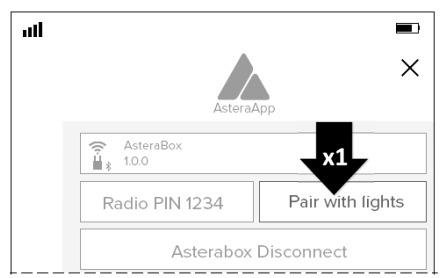 AsteraApp
AsteraBox
1.0.0
x1
Radio PIN 1234
Pair with lights
Asterabox Disconnect